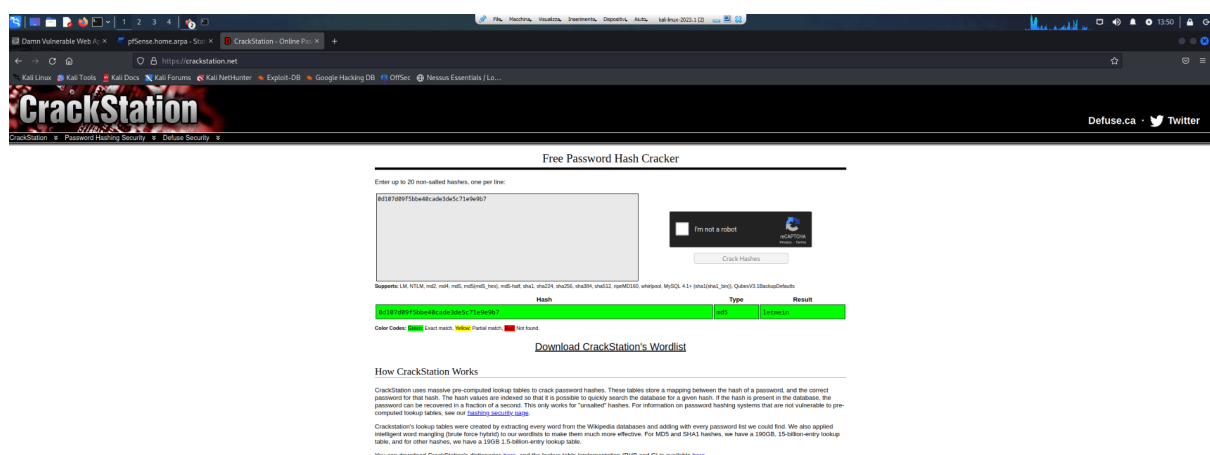 File Macchina Visualizza Inserimento Dispositivi Aiuto kali-linux-2023.1 (2)
1 2 3 4
13:50
Damn Vulnerable Web Ap
pfSense.home.arpa - Stat
CrackStation - Online Pas
https://crackstation.net
Kali Linux Kali Tools Kali Docs Kali Forums Kali NetHunter Exploit-DB Google Hacking DB OffSec Nessus Essentials / Lo...
CrackStation
Defuse.ca · Twitter
CrackStation Password Hashing Security Defuse Security
Free Password Hash Cracker
Enter up to 20 non-salted hashes, one per line:
0d107d09f5bbe40cade3de5c71e9e9b7
I'm not a robot
reCAPTCHA
Privacy - Terms
Crack Hashes
Supports: LM, NTLM, md2, md4, md5, md5(md5_hex), md5-half, sha1, sha224, sha256, sha384, sha512, ripeMD160, whirlpool, MySQL 4.1+ (sha1(sha1_bin)), QubesV3.1BackupDefaults
Hash Type Result
0d107d09f5bbe40cade3de5c71e9e9b7 md5 letmein
Color Codes: Green: Exact match, Yellow: Partial match, Red: Not found.
Download CrackStation's Wordlist
How CrackStation Works
CrackStation uses massive pre-computed lookup tables to crack password hashes. These tables store a mapping between the hash of a password, and the correct
password for that hash. The hash values are indexed so that it is possible to quickly search the database for a given hash. If the hash is present in the database, the
password can be recovered in a fraction of a second. This only works for "unsalted" hashes. For information on password hashing systems that are not vulnerable to pre-
computed lookup tables, see our hashing security page.
Crackstation's lookup tables were created by extracting every word from the Wikipedia databases and adding with every password list we could find. We also applied
intelligent word mangling (brute force hybrid) to our wordlists to make them much more effective. For MD5 and SHA1 hashes, we have a 190GB, 15-billion-entry lookup
table, and for other hashes, we have a 19GB 1.5-billion-entry lookup table.